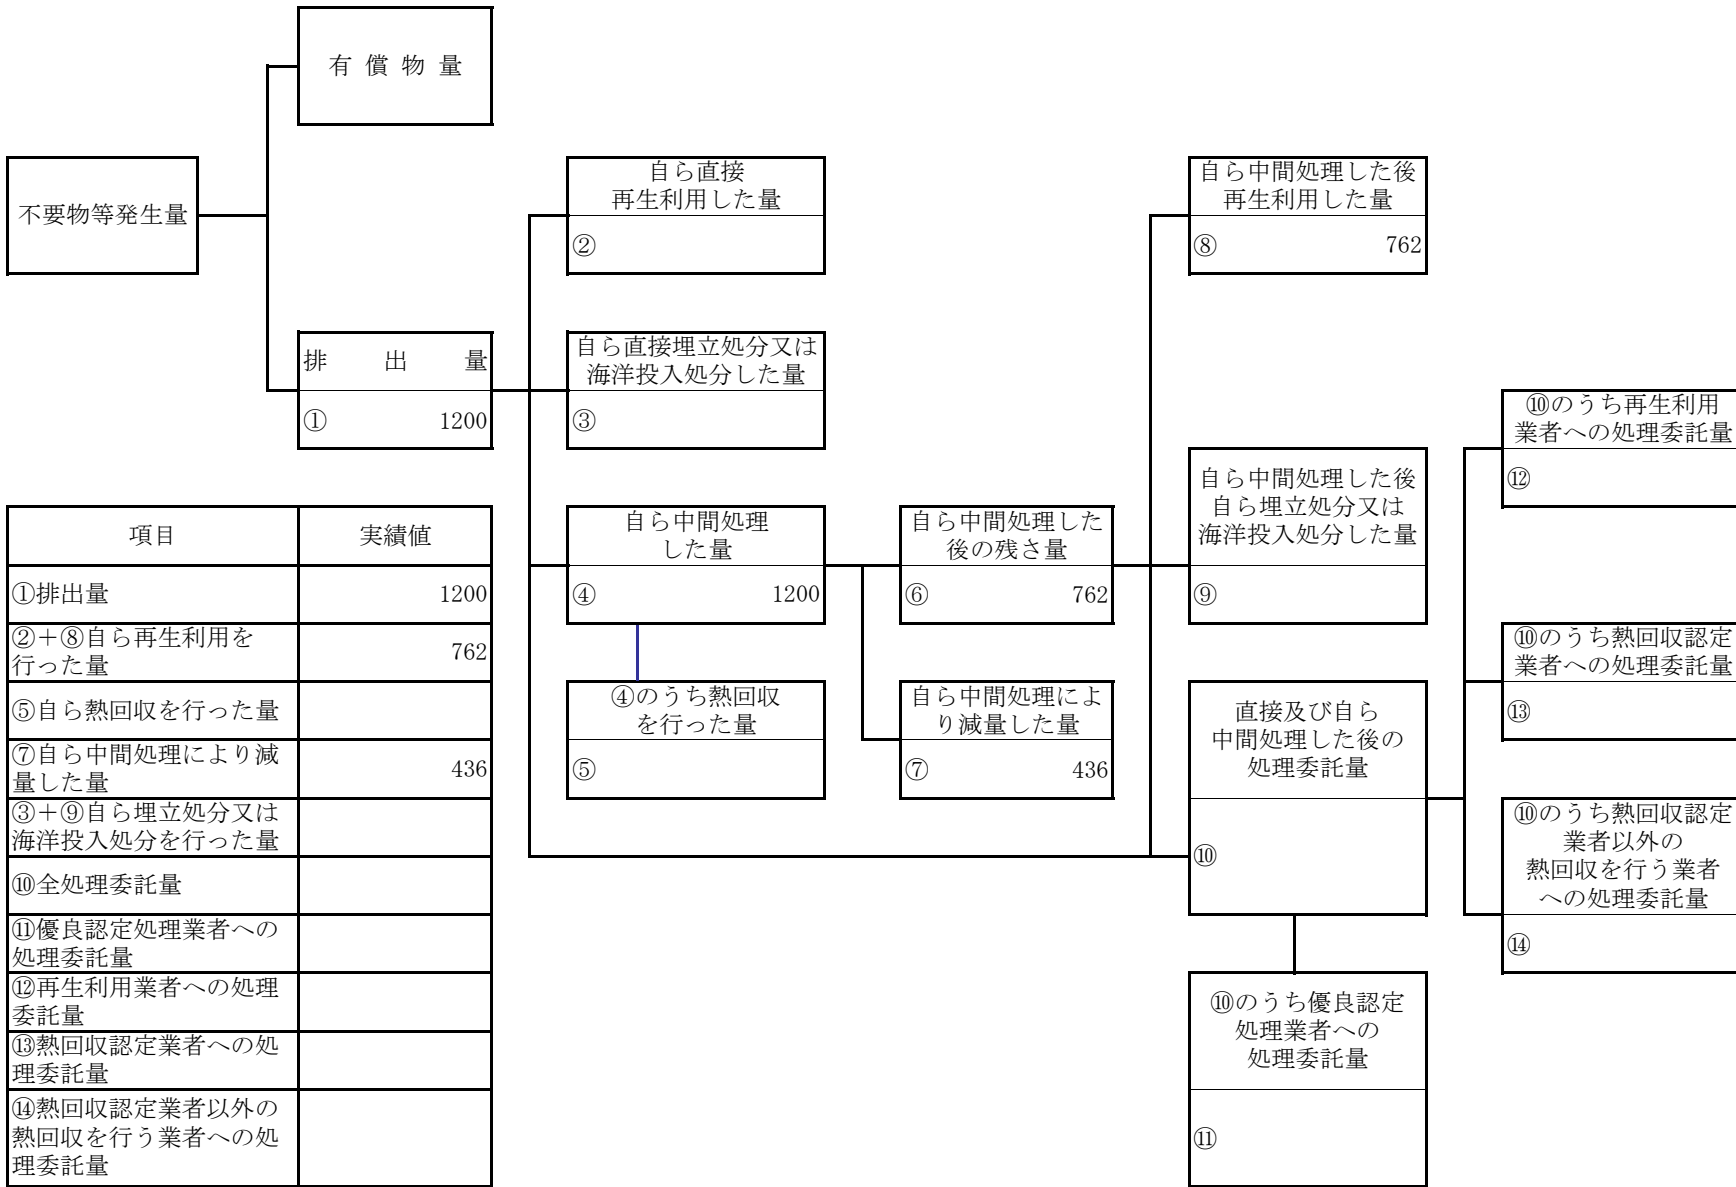 有償物量
不要物等発生量
排出量
① 1200
自ら直接
再生利用した量
②
自ら直接埋立処分又は
海洋投入処分した量
③
自ら中間処理
した量
④ 1200
④のうち熱回収
を行った量
⑤
自ら中間処理した
後の残さ量
⑥ 762
自ら中間処理によ
り減量した量
⑦ 436
自ら中間処理した後
再生利用した量
⑧ 762
自ら中間処理した後
自ら埋立処分又は
海洋投入処分した量
⑨
直接及び自ら
中間処理した後の
処理委託量
⑩
⑩のうち優良認定
処理業者への
処理委託量
⑪
⑩のうち再生利用
業者への処理委託量
⑫
⑩のうち熱回収認定
業者への処理委託量
⑬
⑩のうち熱回収認定
業者以外の
熱回収を行う業者
への処理委託量
⑭
項目 実績値
①排出量 1200
②＋⑧自ら再生利用を
行った量 762
⑤自ら熱回収を行った量
⑦自ら中間処理により減
量した量 436
③＋⑨自ら埋立処分又は
海洋投入処分を行った量
⑩全処理委託量
⑪優良認定処理業者への
処理委託量
⑫再生利用業者への処理
委託量
⑬熱回収認定業者への処
理委託量
⑭熱回収認定業者以外の
熱回収を行う業者への処
理委託量